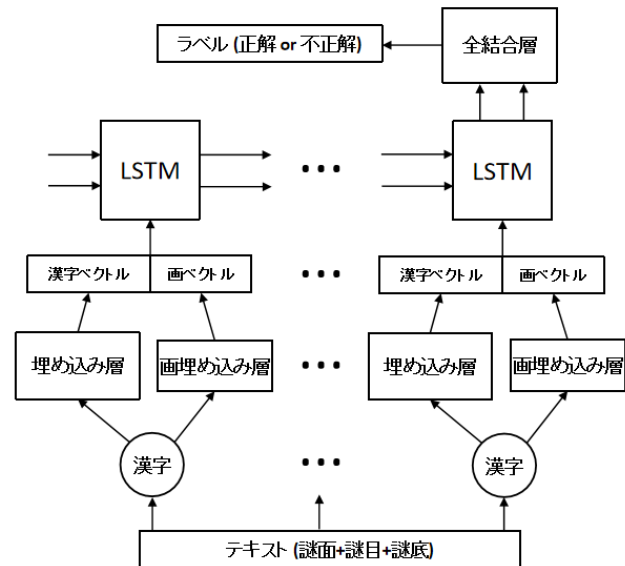 ラベル (正解 or 不正解)
全結合層
LSTM
・・・
LSTM
漢字ベクトル
画ベクトル
・・・
漢字ベクトル
画ベクトル
埋め込み層
画埋め込み層
・・・
埋め込み層
画埋め込み層
漢字
・・・
漢字
テキスト (謎面+謎目+謎底)